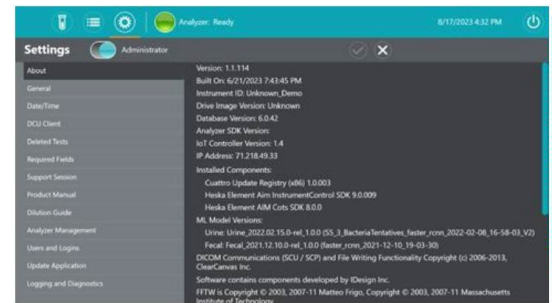 Analyzer: Ready
8/17/2023 4:32 PM
Settings
Administrator
About
General
Date/Time
DCU Client
Deleted Tests
Required Fields
Support Session
Product Manual
Dilution Guide
Analyzer Management
Users and Logins
Update Application
Logging and Diagnostics
Version: 1.1.114
Built On: 6/21/2023 7:43:45 PM
Instrument ID: Unknown_Demo
Drive Image Version: Unknown
Database Version: 6.0.42
Analyzer SDK Version:
IoT Controller Version: 1.4
IP Address: 71.218.49.33
Installed Components:
Cuattro Update Registry (x86) 1.0.003
Heska Element Aim InstrumentControl SDK 9.0.009
Heska Element AIM Cots SDK 8.0.0
ML Model Versions:
Urine: Urine_2022.02.15.0-rel_1.0.0 (S5_3_BacteriaTentatives_faster_rcnn_2022-02-08_16-58-03_V2)
Fecal: Fecal_2021.12.10.0-rel_1.0.0 (faster_rcnn_2021-12-10_19-03-30)
DICOM Communications (SCU / SCP) and File Writing Functionality Copyright (c) 2006-2013,
ClearCanvas Inc.
Software contains components developed by IDesign Inc.
FFTW is Copyright © 2003, 2007-11 Matteo Frigo, Copyright © 2003, 2007-11 Massachusetts
Institute of Technology.